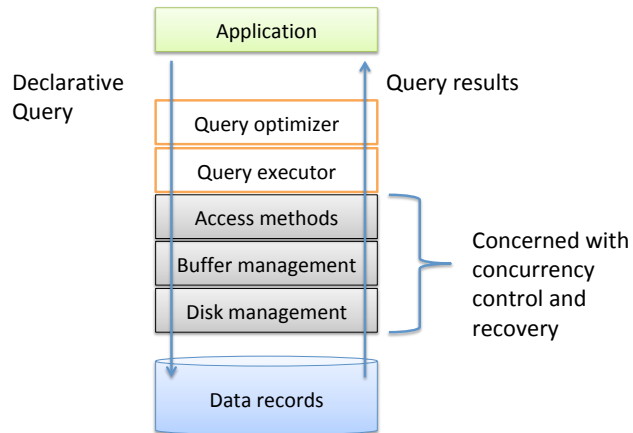 Application
Declarative
Query
Query results
Query optimizer
Query executor
Access methods
Buffer management
Disk management
Concerned with
concurrency
control and
recovery
Data records